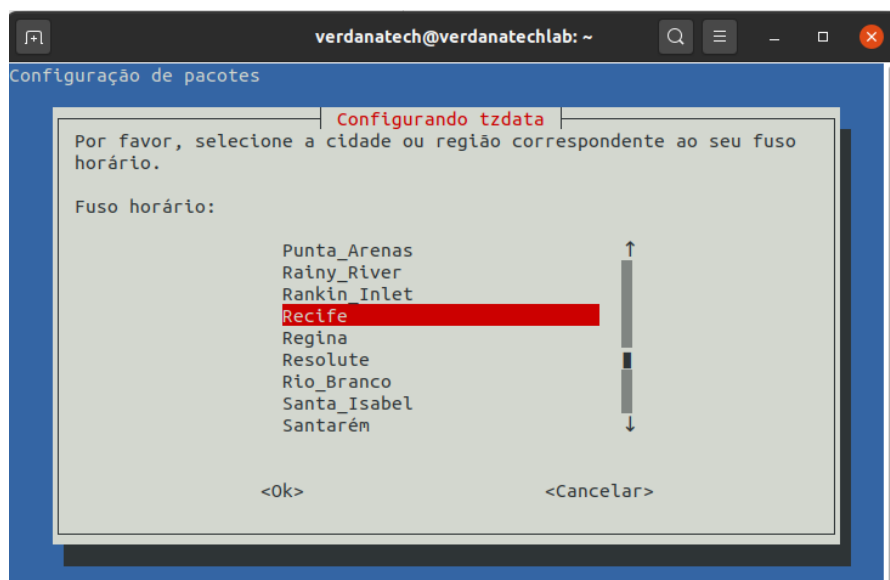 verdanatech@verdanatechlab: ~
Configuração de pacotes
Configurando tzdata
Por favor, selecione a cidade ou região correspondente ao seu fuso
horário.
Fuso horário:
Punta_Arenas
Rainy_River
Rankin_Inlet
Recife
Regina
Resolute
Rio_Branco
Santa_Isabel
Santarém
<Ok> <Cancelar>